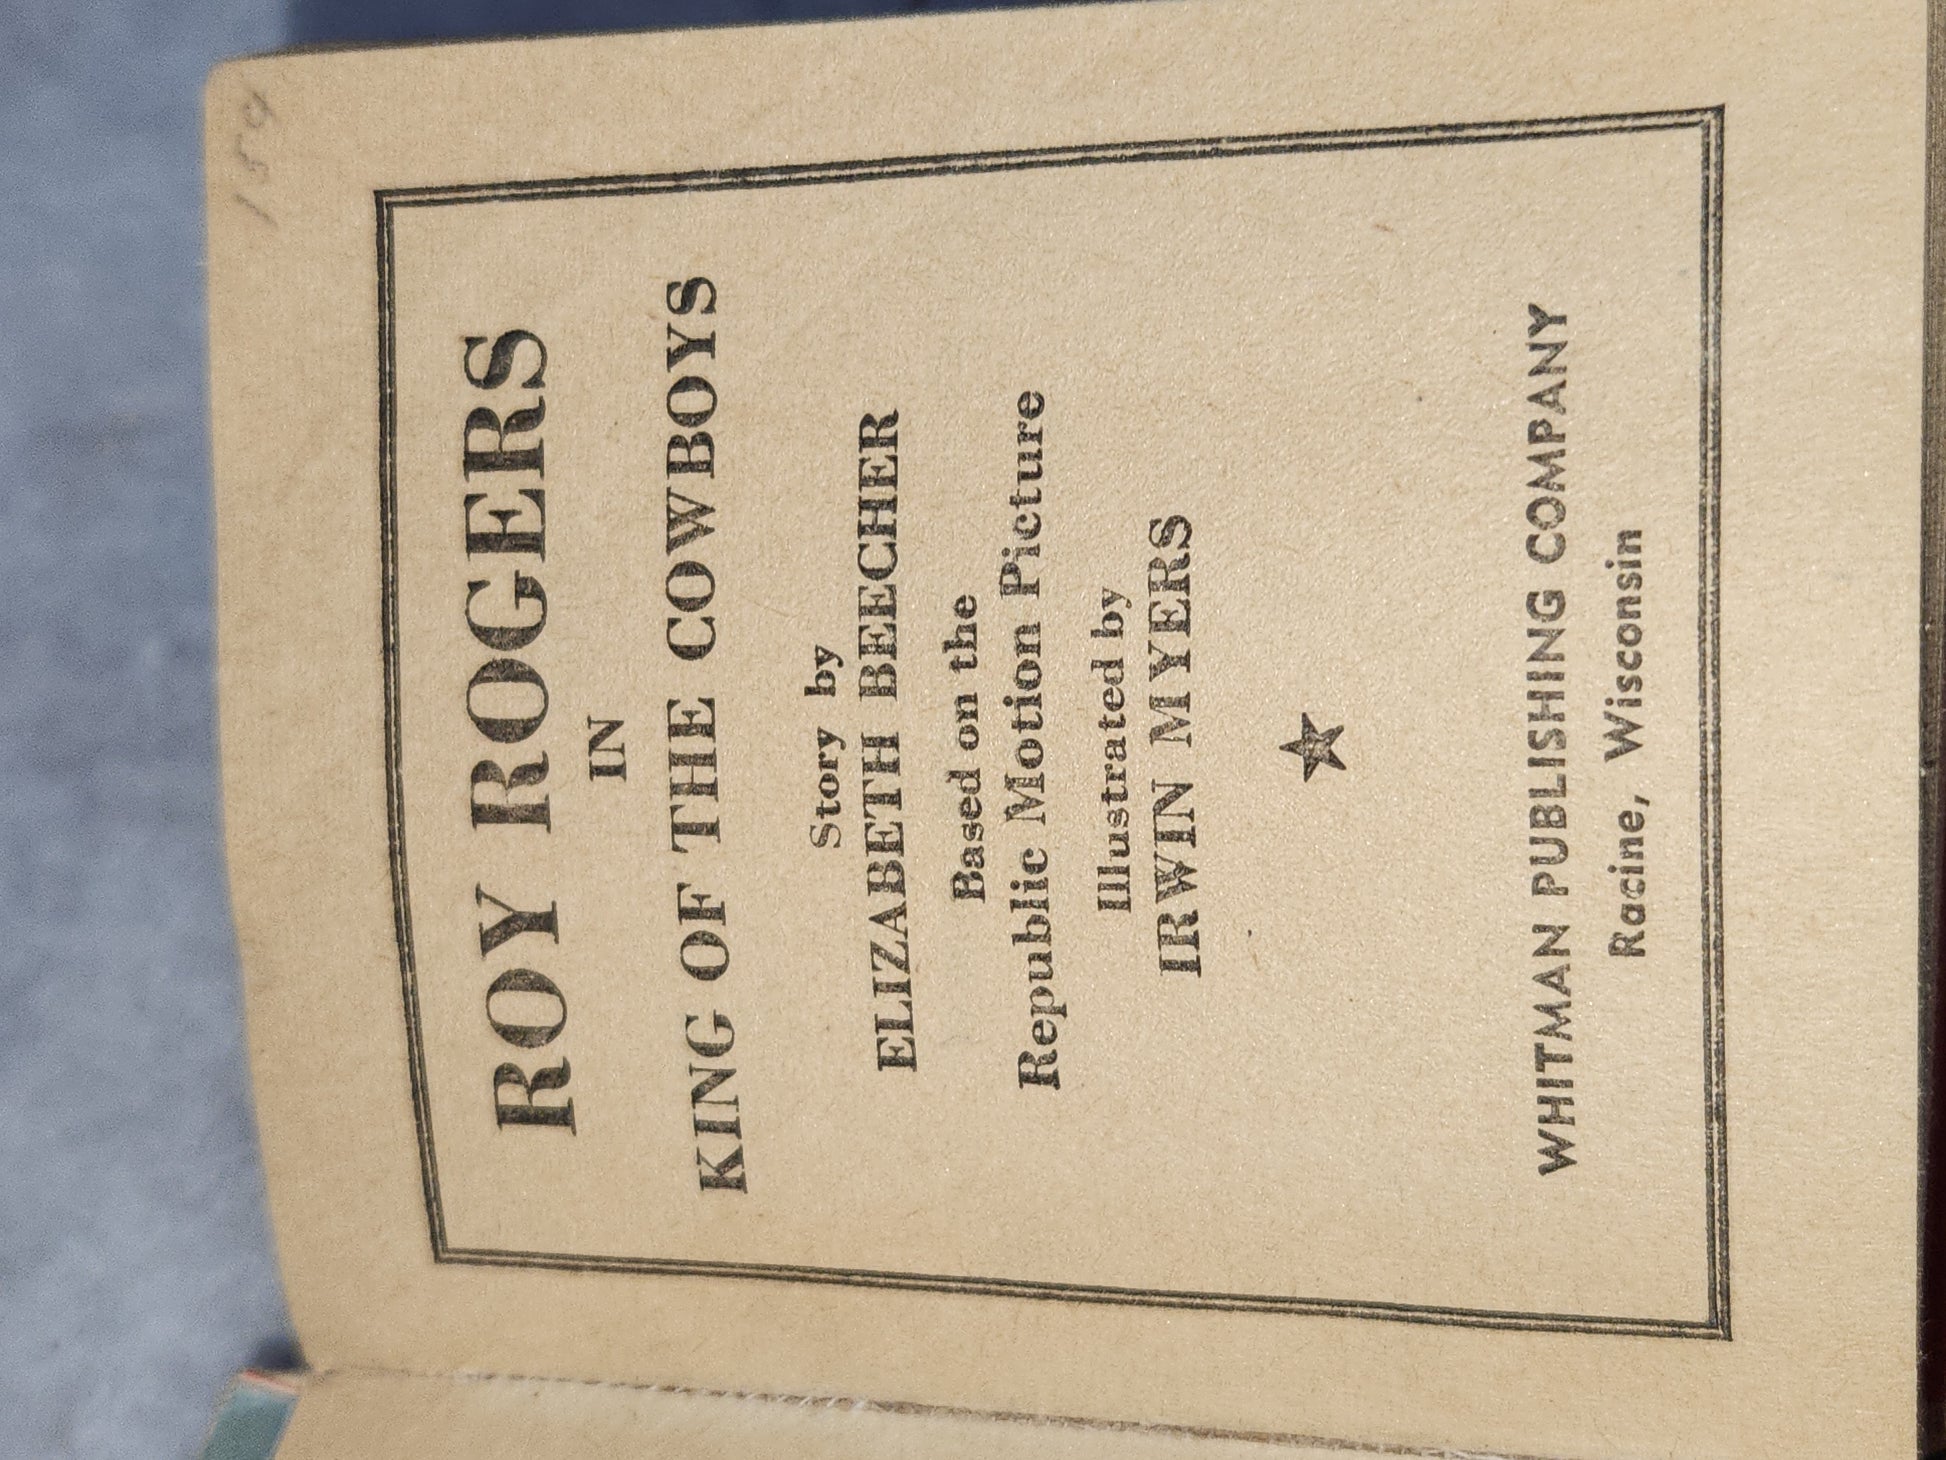 154
ROY ROGERS
IN
KING OF THE COWBOYS
Story by
ELIZABETH BEECHER
Based on the
Republic Motion Picture
Illustrated by
IRWIN MYERS
WHITMAN PUBLISHING COMPANY
Racine, Wisconsin